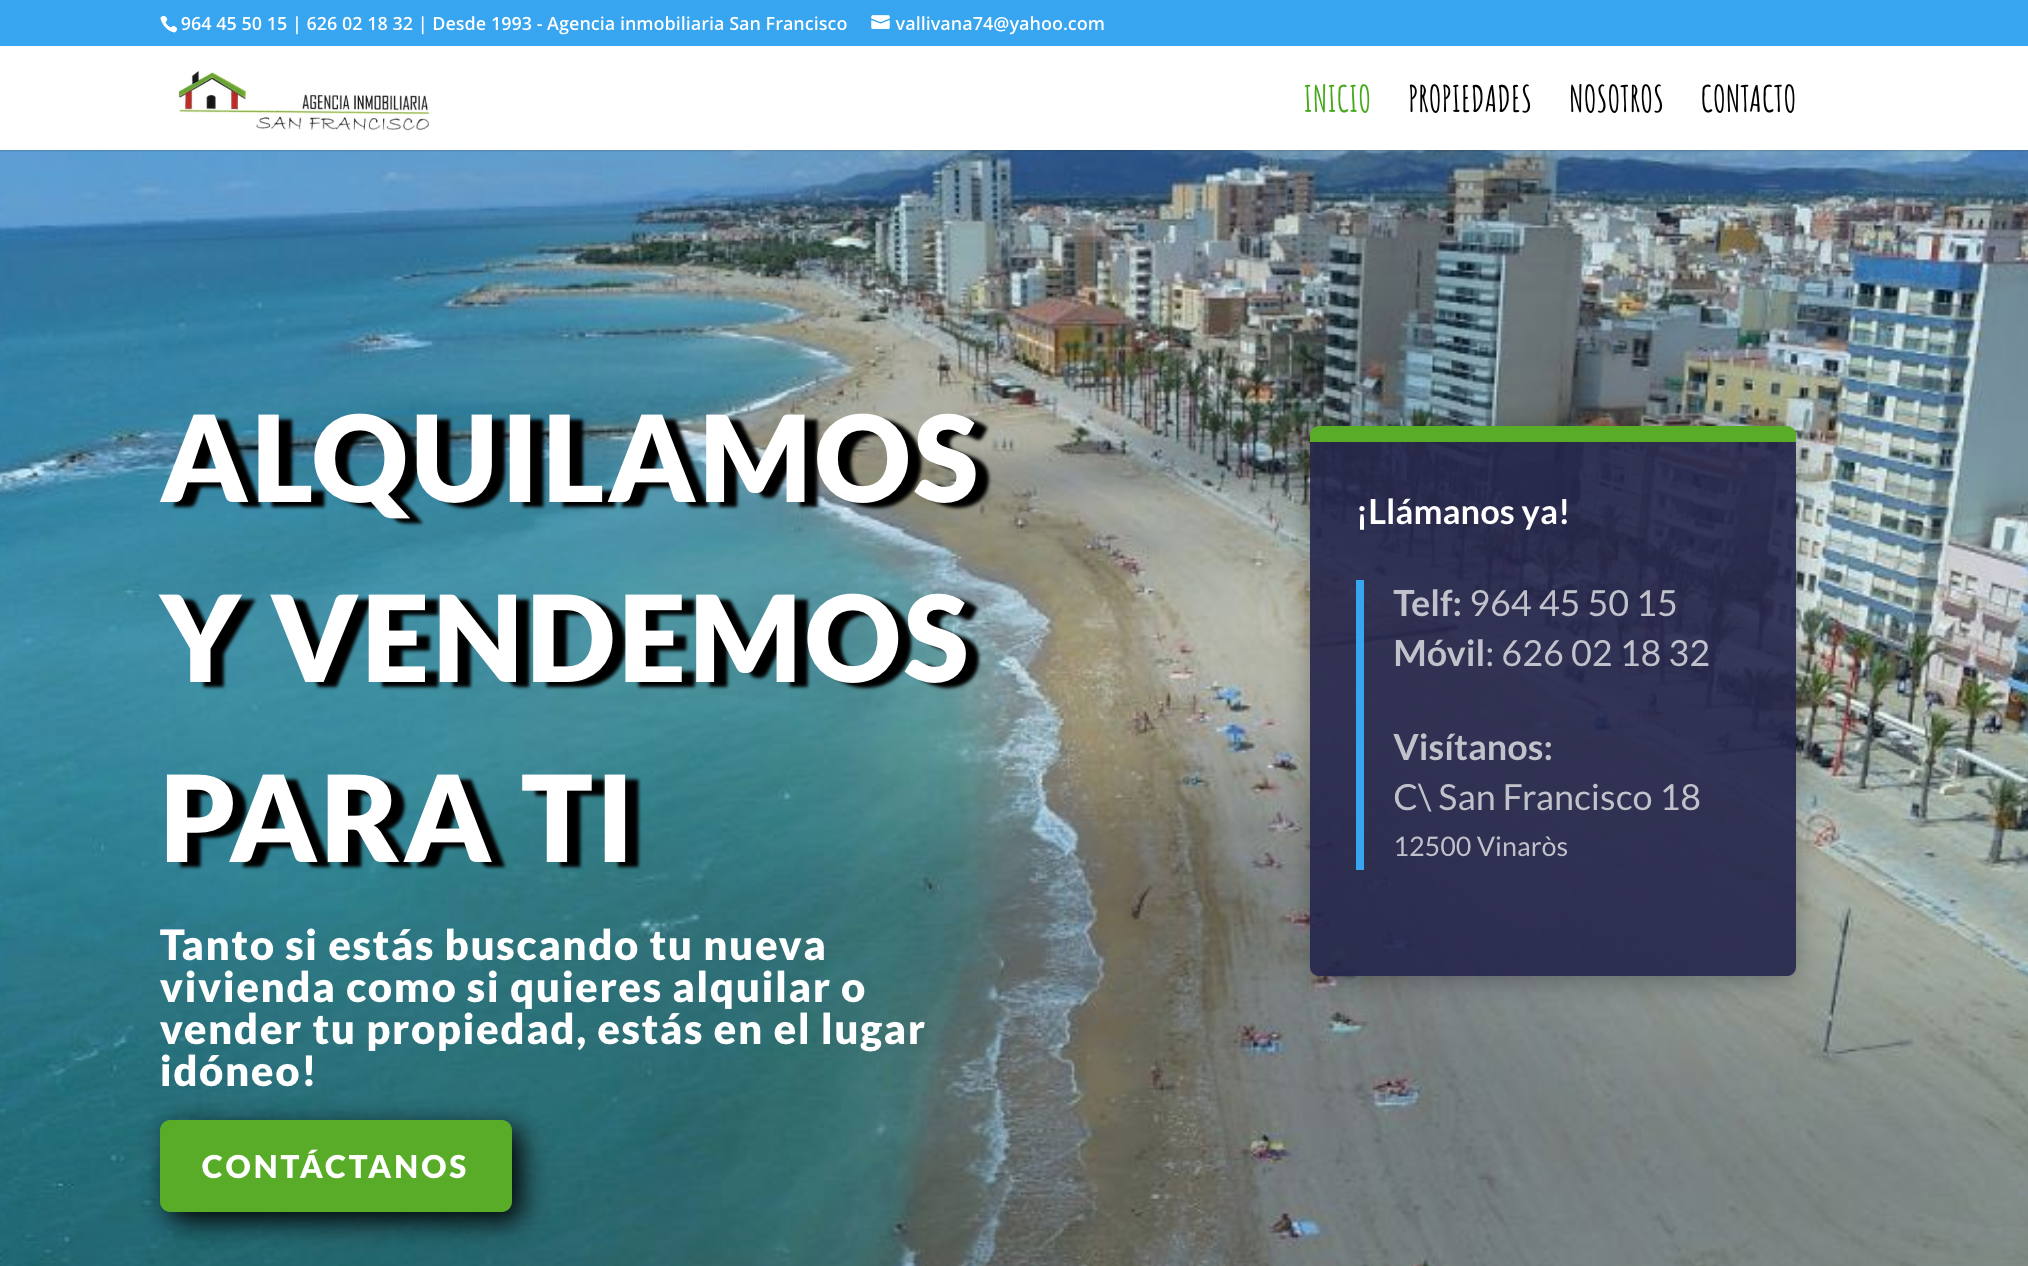 964 45 50 15 | 626 02 18 32 | Desde 1993 - Agencia inmobiliaria San Francisco vallivana74@yahoo.com
AGENCIA INMOBILIARIA
SAN FRANCISCO
INICIO PROPIEDADES NOSOTROS CONTACTO
ALQUILAMOS
Y VENDEMOS
PARA TI
Tanto si estás buscando tu nueva
vivienda como si quieres alquilar o
vender tu propiedad, estás en el lugar
idóneo!
CONTÁCTANOS
¡Llámanos ya!
Telf: 964 45 50 15
Móvil: 626 02 18 32
Visítanos:
C\ San Francisco 18
12500 Vinaròs